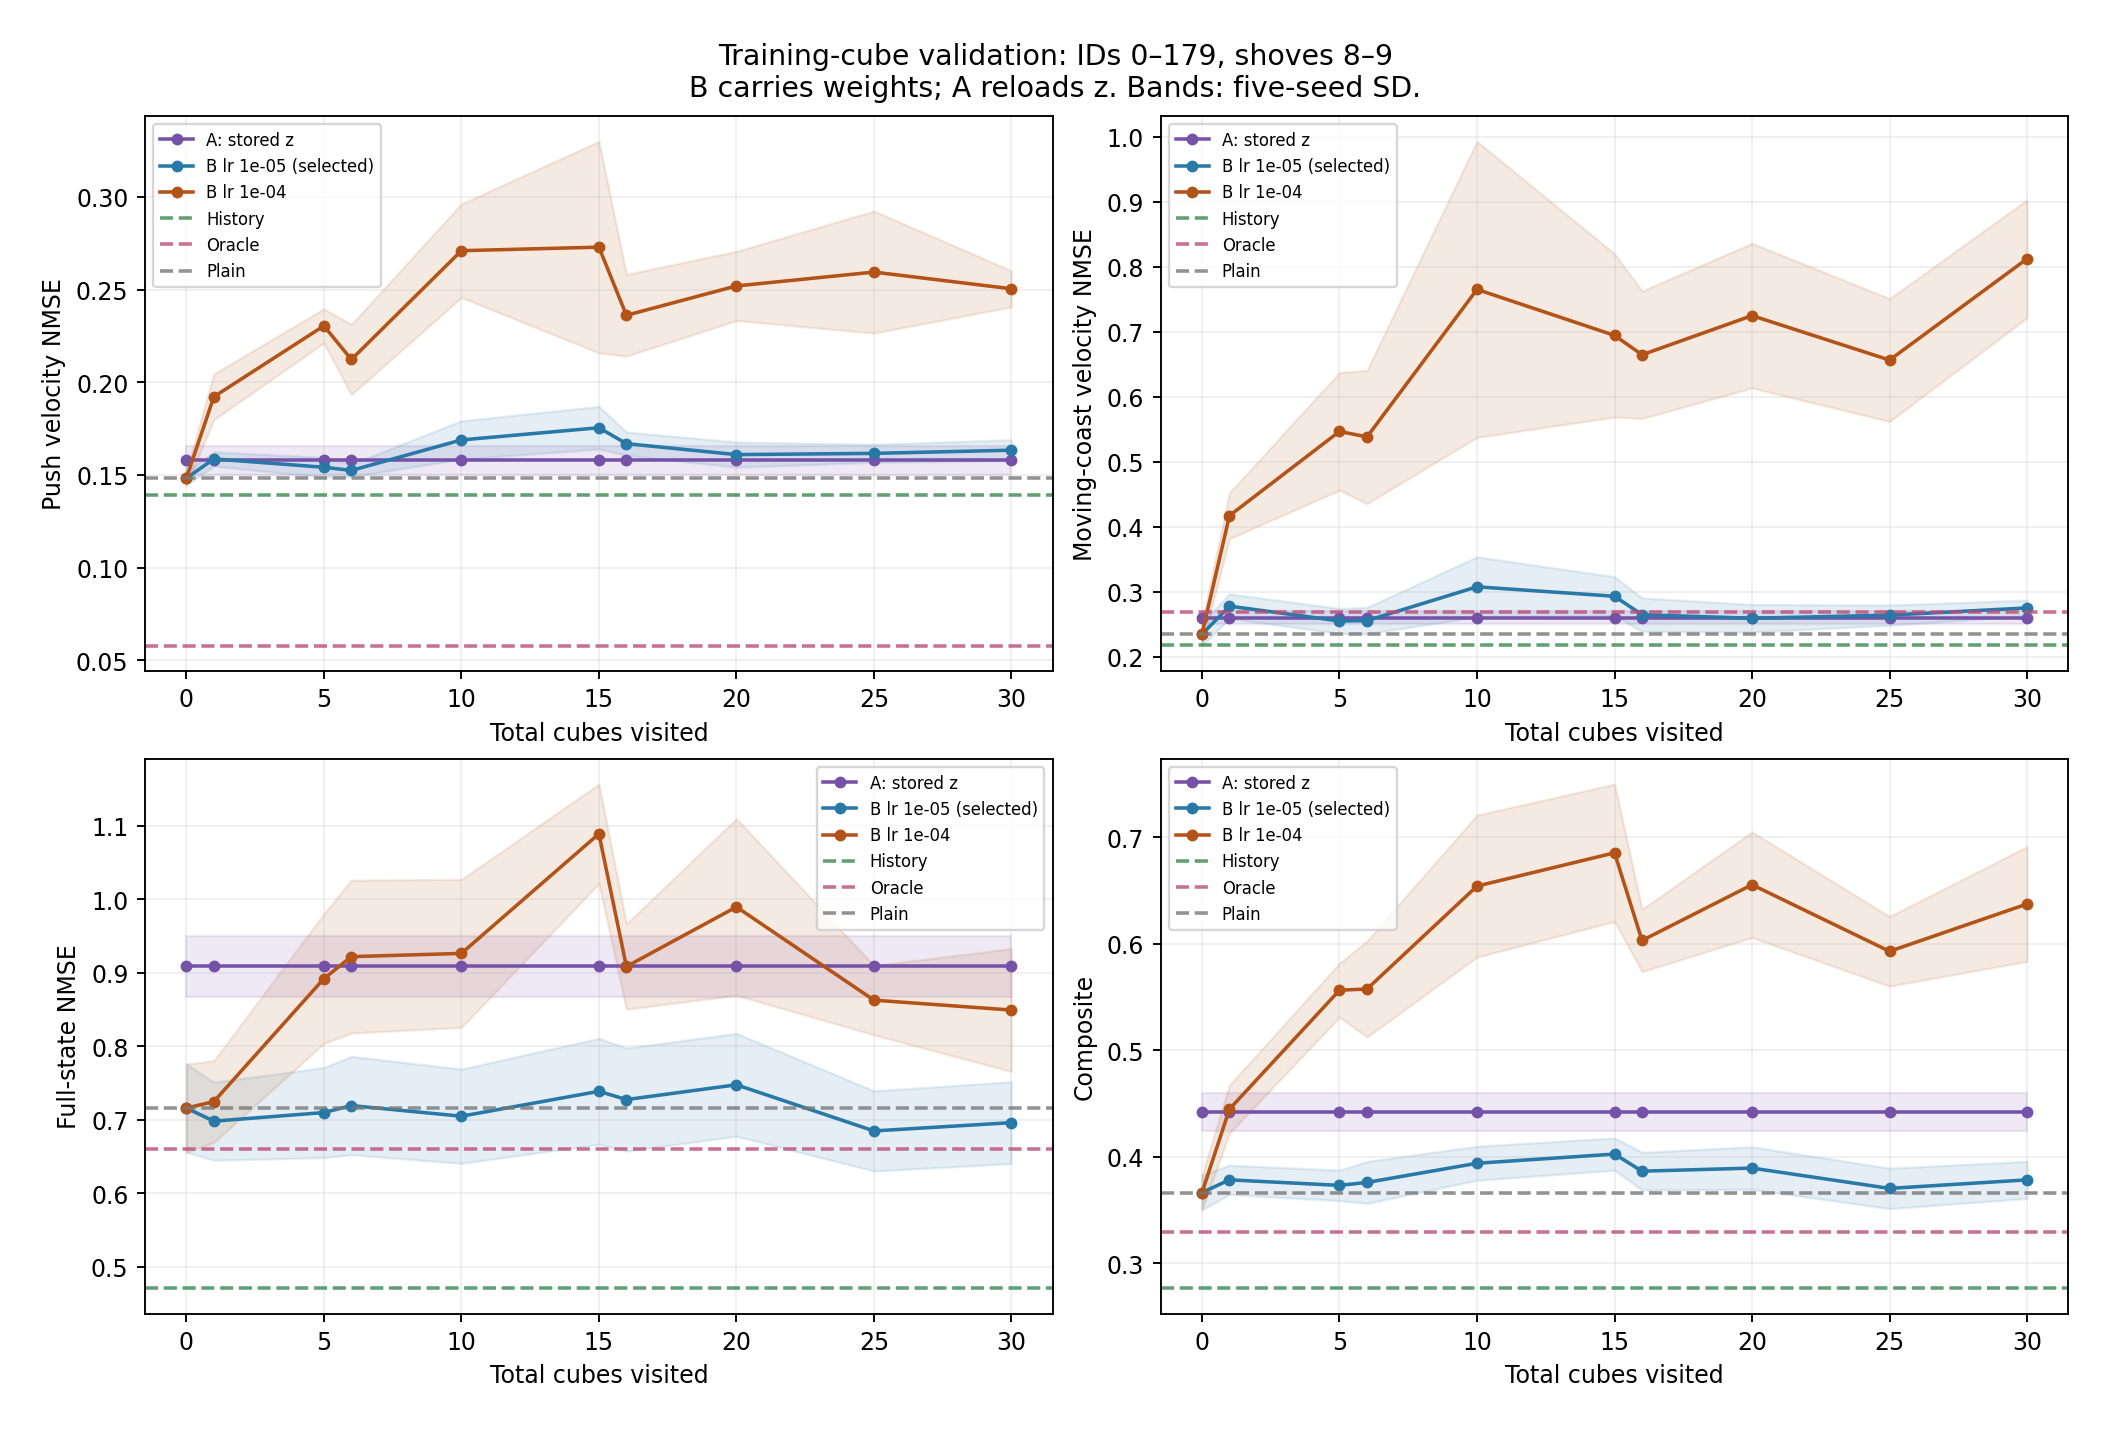 Training-cube validation: IDs 0–179, shoves 8–9
B carries weights; A reloads z. Bands: five-seed SD.
A: stored z
B lr 1e-05 (selected)
B lr 1e-04
History
Oracle
Plain
Push velocity NMSE
0.30
0.25
0.20
0.15
0.10
0.05
0 5 10 15 20 25 30
Total cubes visited
A: stored z
B lr 1e-05 (selected)
B lr 1e-04
History
Oracle
Plain
Moving-coast velocity NMSE
1.0
0.9
0.8
0.7
0.6
0.5
0.4
0.3
0.2
0 5 10 15 20 25 30
Total cubes visited
A: stored z
B lr 1e-05 (selected)
B lr 1e-04
History
Oracle
Plain
Full-state NMSE
1.1
1.0
0.9
0.8
0.7
0.6
0.5
0 5 10 15 20 25 30
Total cubes visited
A: stored z
B lr 1e-05 (selected)
B lr 1e-04
History
Oracle
Plain
Composite
0.7
0.6
0.5
0.4
0.3
0 5 10 15 20 25 30
Total cubes visited